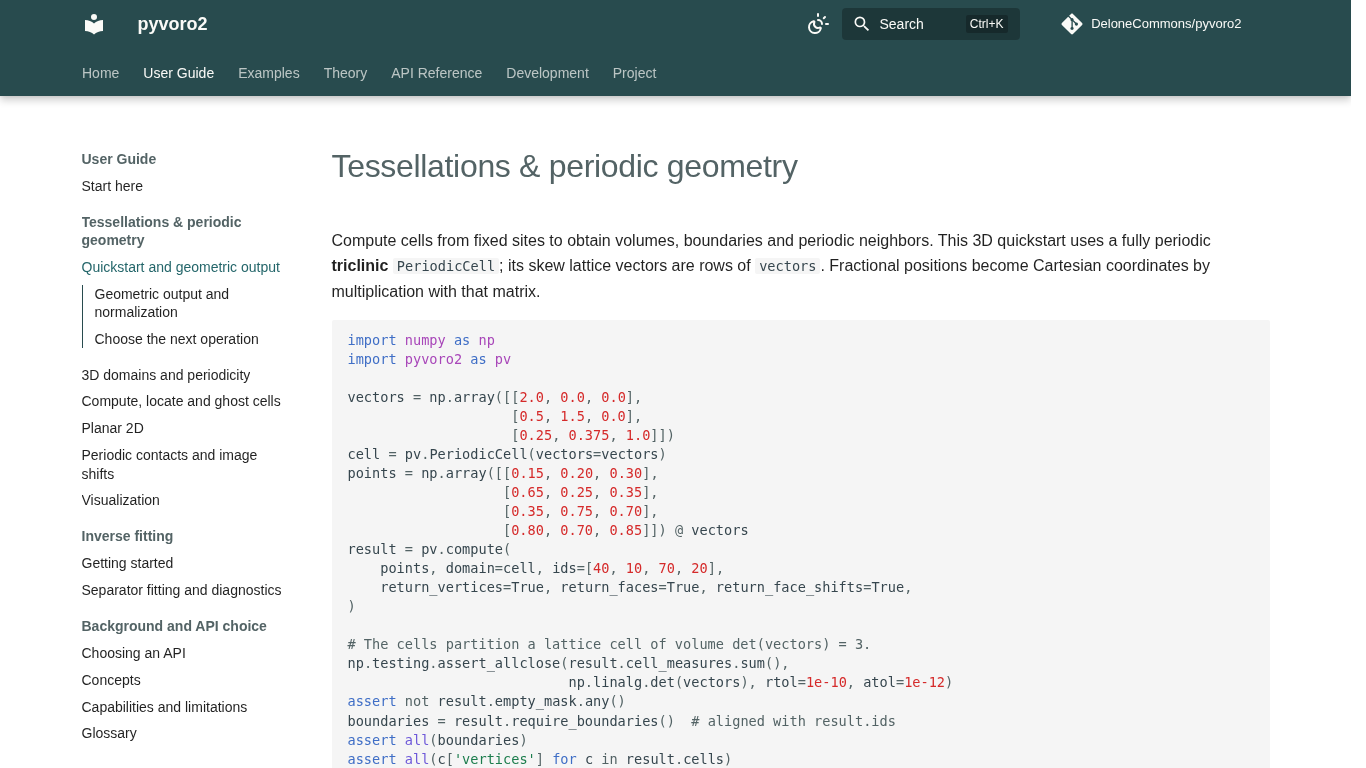 pyvoro2
Search Ctrl+K
DeloneCommons/pyvoro2
Home User Guide Examples Theory API Reference Development Project
User Guide
Start here
Tessellations & periodic
geometry
Quickstart and geometric output
Geometric output and
normalization
Choose the next operation
3D domains and periodicity
Compute, locate and ghost cells
Planar 2D
Periodic contacts and image
shifts
Visualization
Inverse fitting
Getting started
Separator fitting and diagnostics
Background and API choice
Choosing an API
Concepts
Capabilities and limitations
Glossary
Tessellations & periodic geometry
Compute cells from fixed sites to obtain volumes, boundaries and periodic neighbors. This 3D quickstart uses a fully periodic
triclinic PeriodicCell; its skew lattice vectors are rows of vectors. Fractional positions become Cartesian coordinates by
multiplication with that matrix.
import numpy as np
import pyvoro2 as pv
vectors = np.array([[2.0, 0.0, 0.0],
                    [0.5, 1.5, 0.0],
                    [0.25, 0.375, 1.0]])
cell = pv.PeriodicCell(vectors=vectors)
points = np.array([[0.15, 0.20, 0.30],
                   [0.65, 0.25, 0.35],
                   [0.35, 0.75, 0.70],
                   [0.80, 0.70, 0.85]]) @ vectors
result = pv.compute(
    points, domain=cell, ids=[40, 10, 70, 20],
    return_vertices=True, return_faces=True, return_face_shifts=True,
)
# The cells partition a lattice cell of volume det(vectors) = 3.
np.testing.assert_allclose(result.cell_measures.sum(),
                           np.linalg.det(vectors), rtol=1e-10, atol=1e-12)
assert not result.empty_mask.any()
boundaries = result.require_boundaries()  # aligned with result.ids
assert all(boundaries)
assert all(c['vertices'] for c in result.cells)